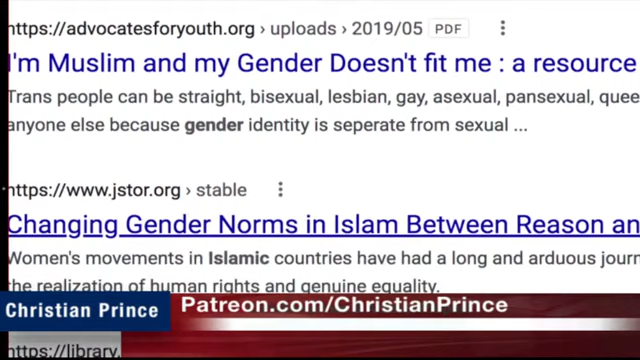 https://advocatesforyouth.org › uploads › 2019/05 PDF
I'm Muslim and my Gender Doesn't fit me : a resource
Trans people can be straight, bisexual, lesbian, gay, asexual, pansexual,
anyone else because gender identity is seperate from sexual ...
https://www.jstor.org › stable
Changing Gender Norms in Islam Between Reason
Women's movements in Islamic countries have had a long and arduous
the realization of human rights and genuine equality.
Christian Prince
Patreon.com/ChristianPrince
https://library.